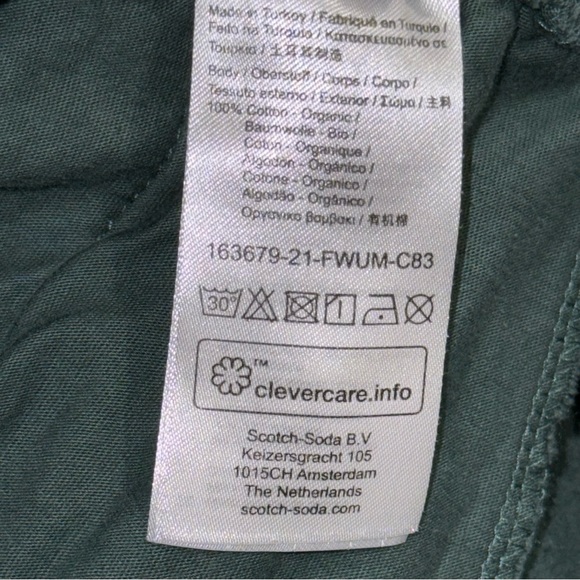 Made in Turkey / Fabriqué en Turquie /
Feito na Turquia / Κατασκευασμένο σε
Τουρκία / 土耳其制造
Body / Oberstoff / Corps / Corpo /
Tessuto esterno / Exterior / Σώμα / 主料
100% Cotton - Organic /
Baumwolle - Bio /
Coton - Organique /
Algodón - Orgánico /
Cotone - Organico /
Algodão - Orgânico /
Οργανικο βαμβακι / 有机棉
163679-21-FWUM-C83
30°
™
clevercare.info
Scotch-Soda B.V
Keizersgracht 105
1015CH Amsterdam
The Netherlands
scotch-soda.com